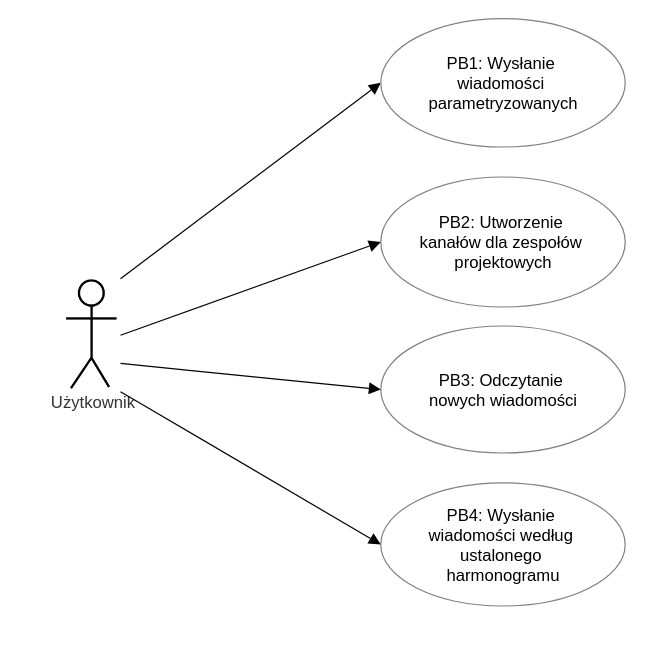 PB1: Wysłanie
wiadomości
parametryzowanych
PB2: Utworzenie
kanałów dla zespołów
projektowych
PB3: Odczytanie
nowych wiadomości
Użytkownik
PB4: Wysłanie
wiadomości według
ustalonego
harmonogramu